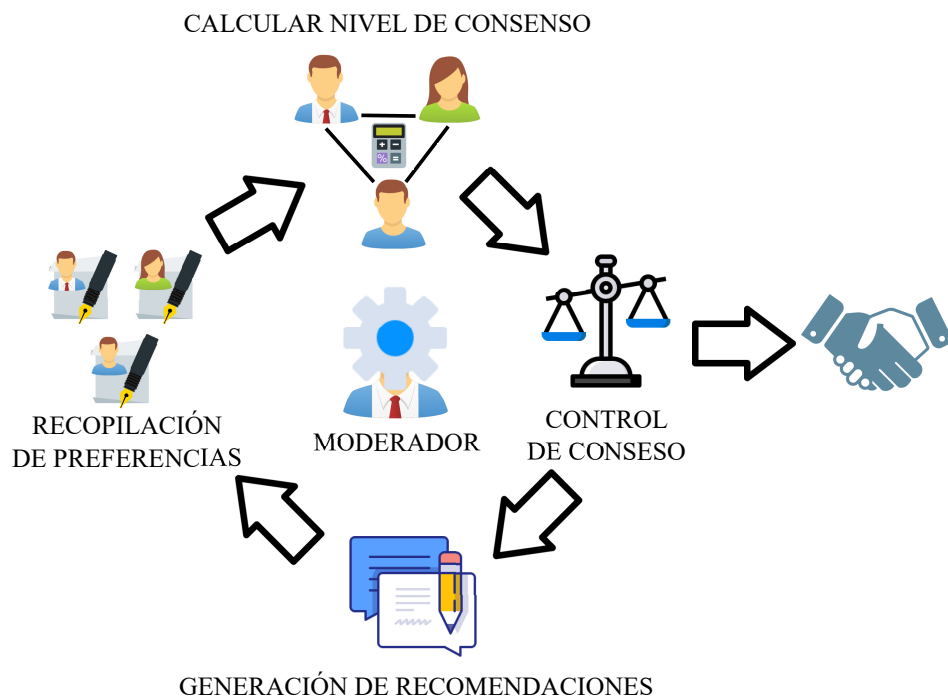 CALCULAR NIVEL DE CONSENSO
RECOPILACIÓN
DE PREFERENCIAS
MODERADOR
CONTROL
DE CONSESO
GENERACIÓN DE RECOMENDACIONES